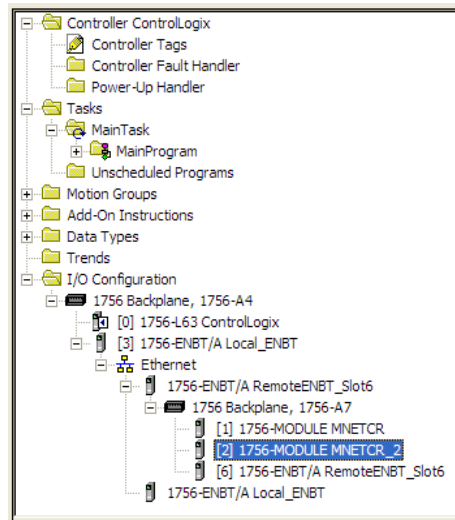 Controller ControlLogix
Controller Tags
Controller Fault Handler
Power-Up Handler
Tasks
MainTask
MainProgram
Unscheduled Programs
Motion Groups
Add-On Instructions
Data Types
Trends
I/O Configuration
1756 Backplane, 1756-A4
[0] 1756-L63 ControlLogix
[3] 1756-ENBT/A Local_ENBT
Ethernet
1756-ENBT/A RemoteENBT_Slot6
1756 Backplane, 1756-A7
[1] 1756-MODULE MNETCR
[2] 1756-MODULE MNETCR_2
[6] 1756-ENBT/A RemoteENBT_Slot6
1756-ENBT/A Local_ENBT